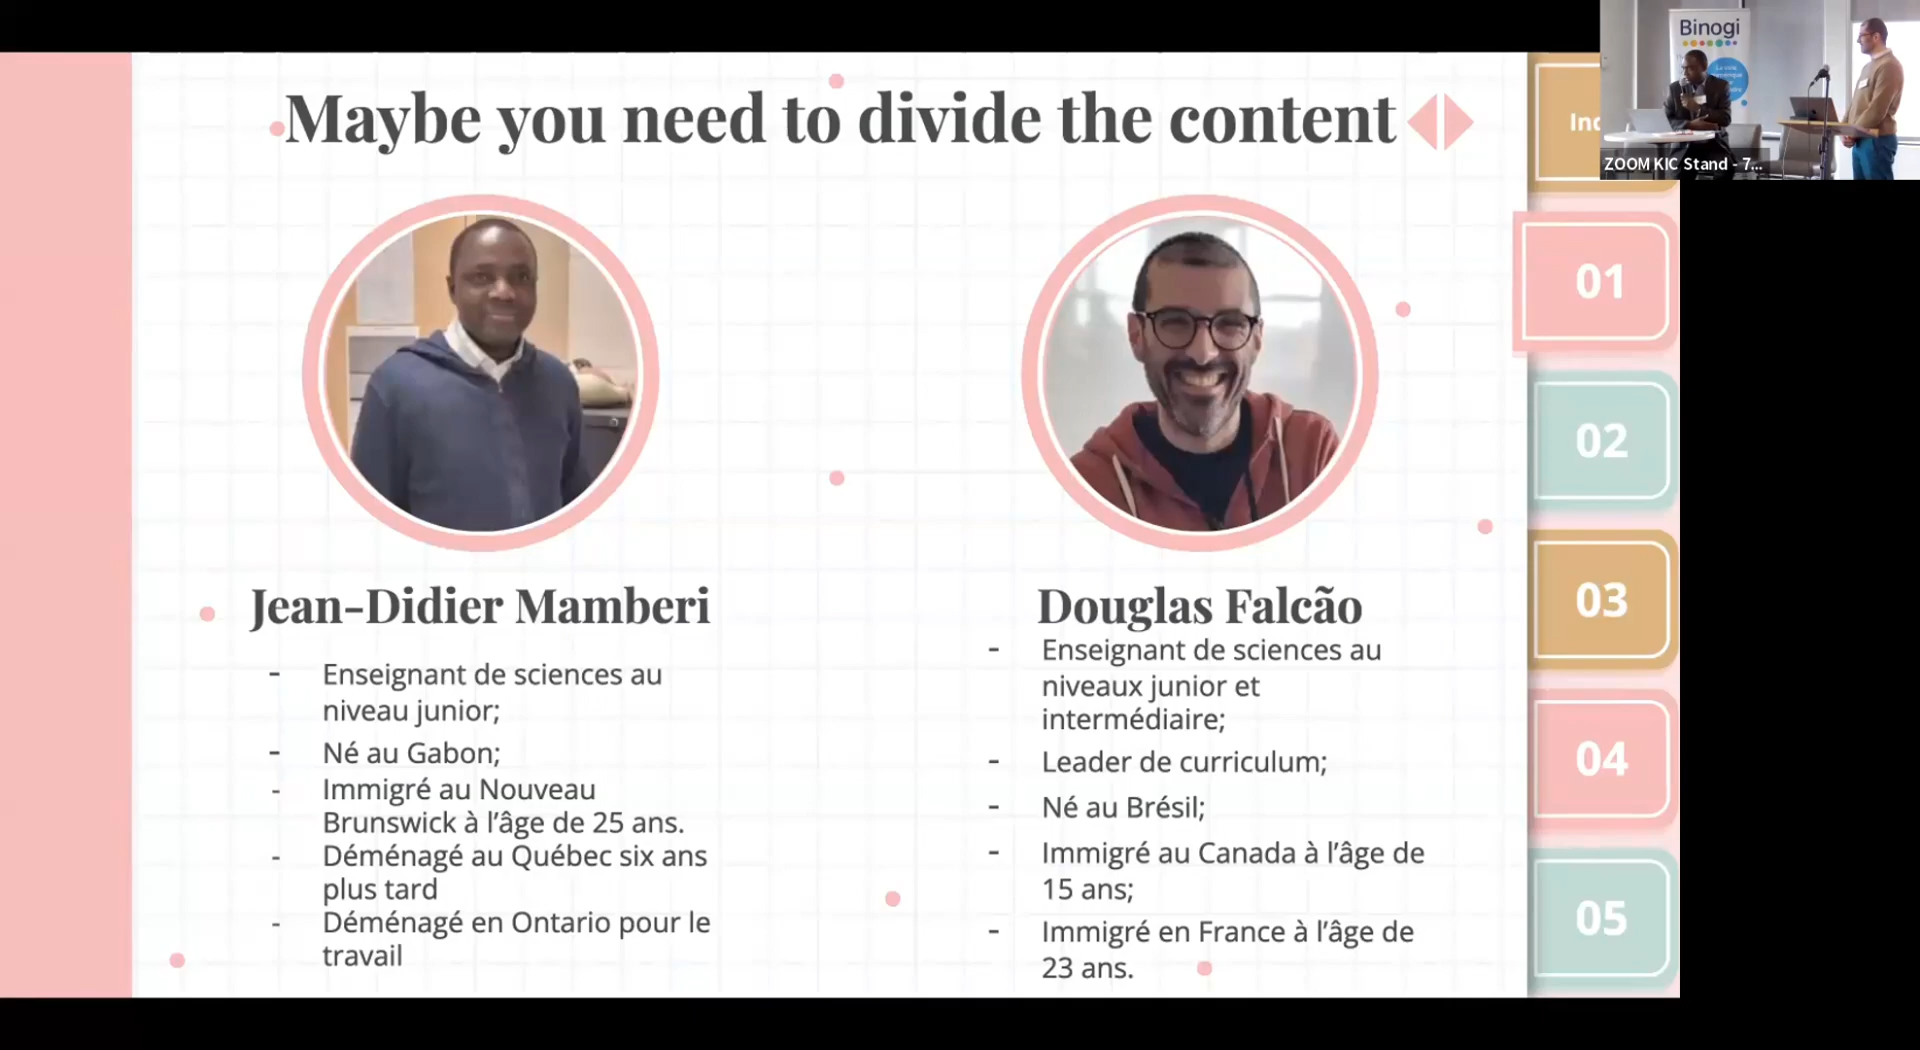 Maybe you need to divide the content
Jean-Didier Mamberi
- Enseignant de sciences au
niveau junior;
- Né au Gabon;
- Immigré au Nouveau
Brunswick à l'âge de 25 ans.
- Déménagé au Québec six ans
plus tard
- Déménagé en Ontario pour le
travail
Douglas Falcão
- Enseignant de sciences au
niveaux junior et
intermédiaire;
- Leader de curriculum;
- Né au Brésil;
- Immigré au Canada à l'âge de
15 ans;
- Immigré en France à l'âge de
23 ans.
01
02
03
04
05
Binogi
ZOOM KIC Stand - 7...